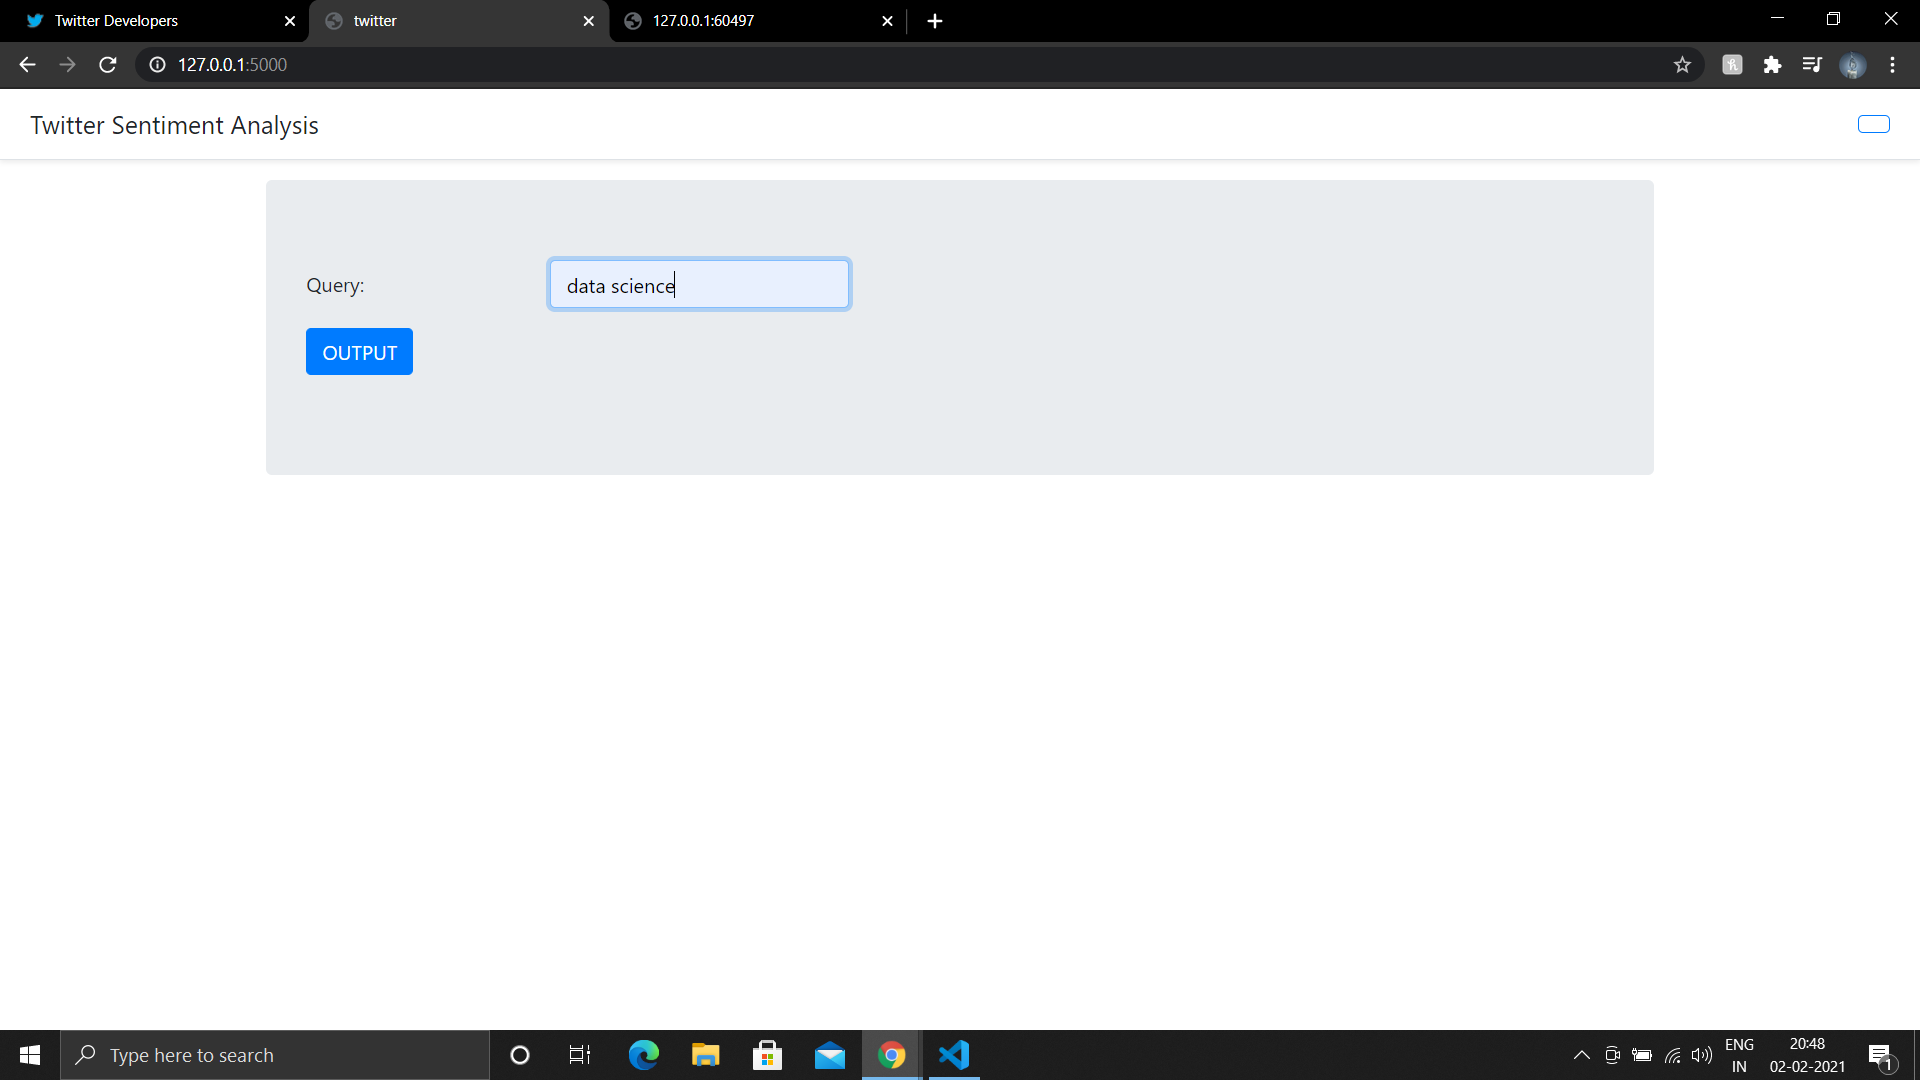 Twitter Developers
twitter
127.0.0.1:60497
127.0.0.1:5000
Twitter Sentiment Analysis
Query:
data science
OUTPUT
Type here to search
ENG
IN
20:48
02-02-2021
1